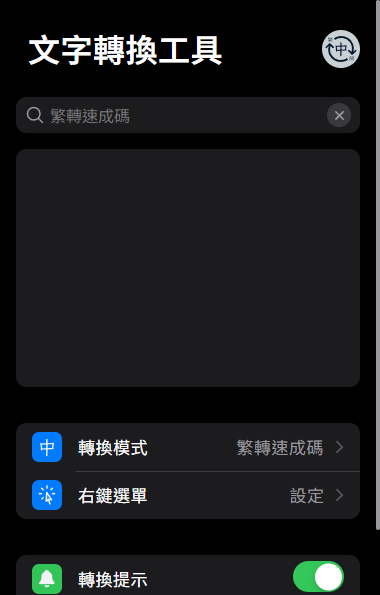 文字轉換工具
中
繁轉速成碼
中
轉換模式
繁轉速成碼
右鍵選單
設定
轉換提示